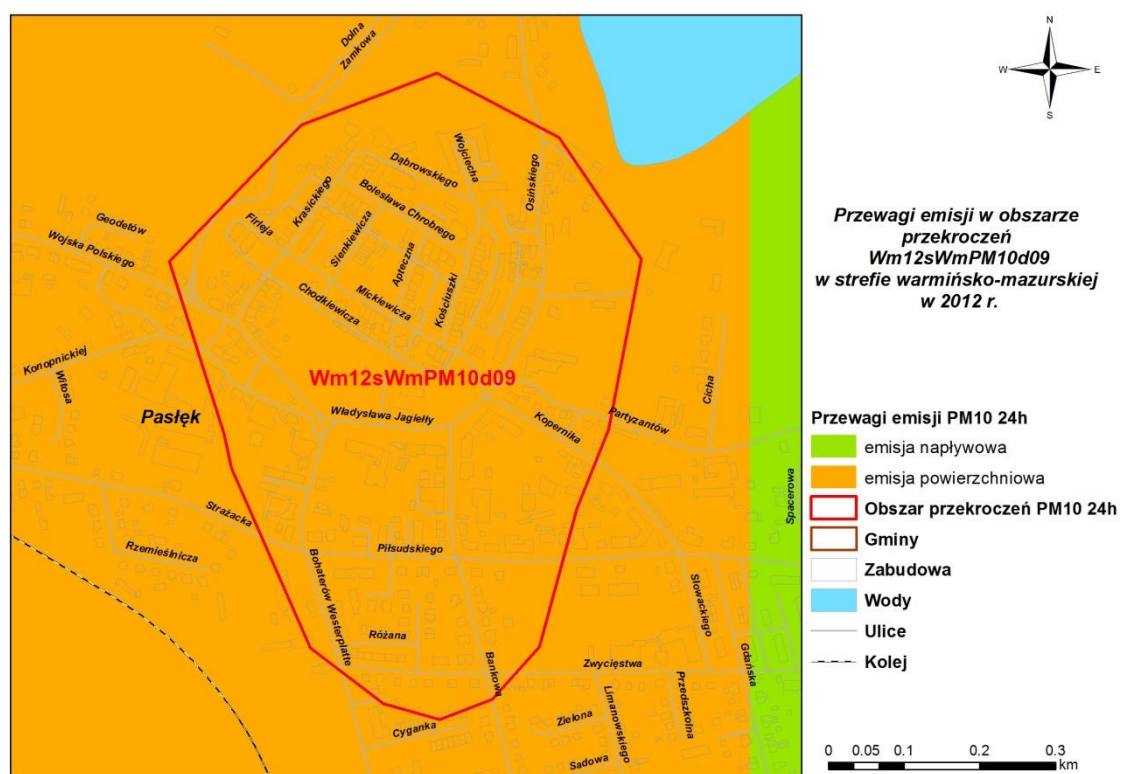 Dolna
Zamkowa
Wojciecha
Dąbrowskiego
Osińskiego
Bolesława Chrobrego
Krasickiego
Firleja
Sienkiewicza
Apteczna
Geodetów
Wojska Polskiego
Kościuszki
Mickiewicza
Chodkiewicza
Konopnickiej
Witosa
Wm12sWmPM10d09
Cicha
Pasłęk
Władysława Jagiełły
Kopernika
Partyzantów
Spacerowa
Strażacka
Rzemieślnicza
Piłsudskiego
Bohaterów Westerplatte
Słowackiego
Różana
Bankowa
Zwycięstwa
Gdańska
Przedszkolna
Limanowskiego
Zielona
Cyganka
Sadowa
N
W
E
S
Przewagi emisji w obszarze
przekroczeń
Wm12sWmPM10d09
w strefie warmińsko-mazurskiej
w 2012 r.
Przewagi emisji PM10 24h
emisja napływowa
emisja powierzchniowa
Obszar przekroczeń PM10 24h
Gminy
Zabudowa
Wody
Ulice
Kolej
0 0.05 0.1 0.2 0.3
km